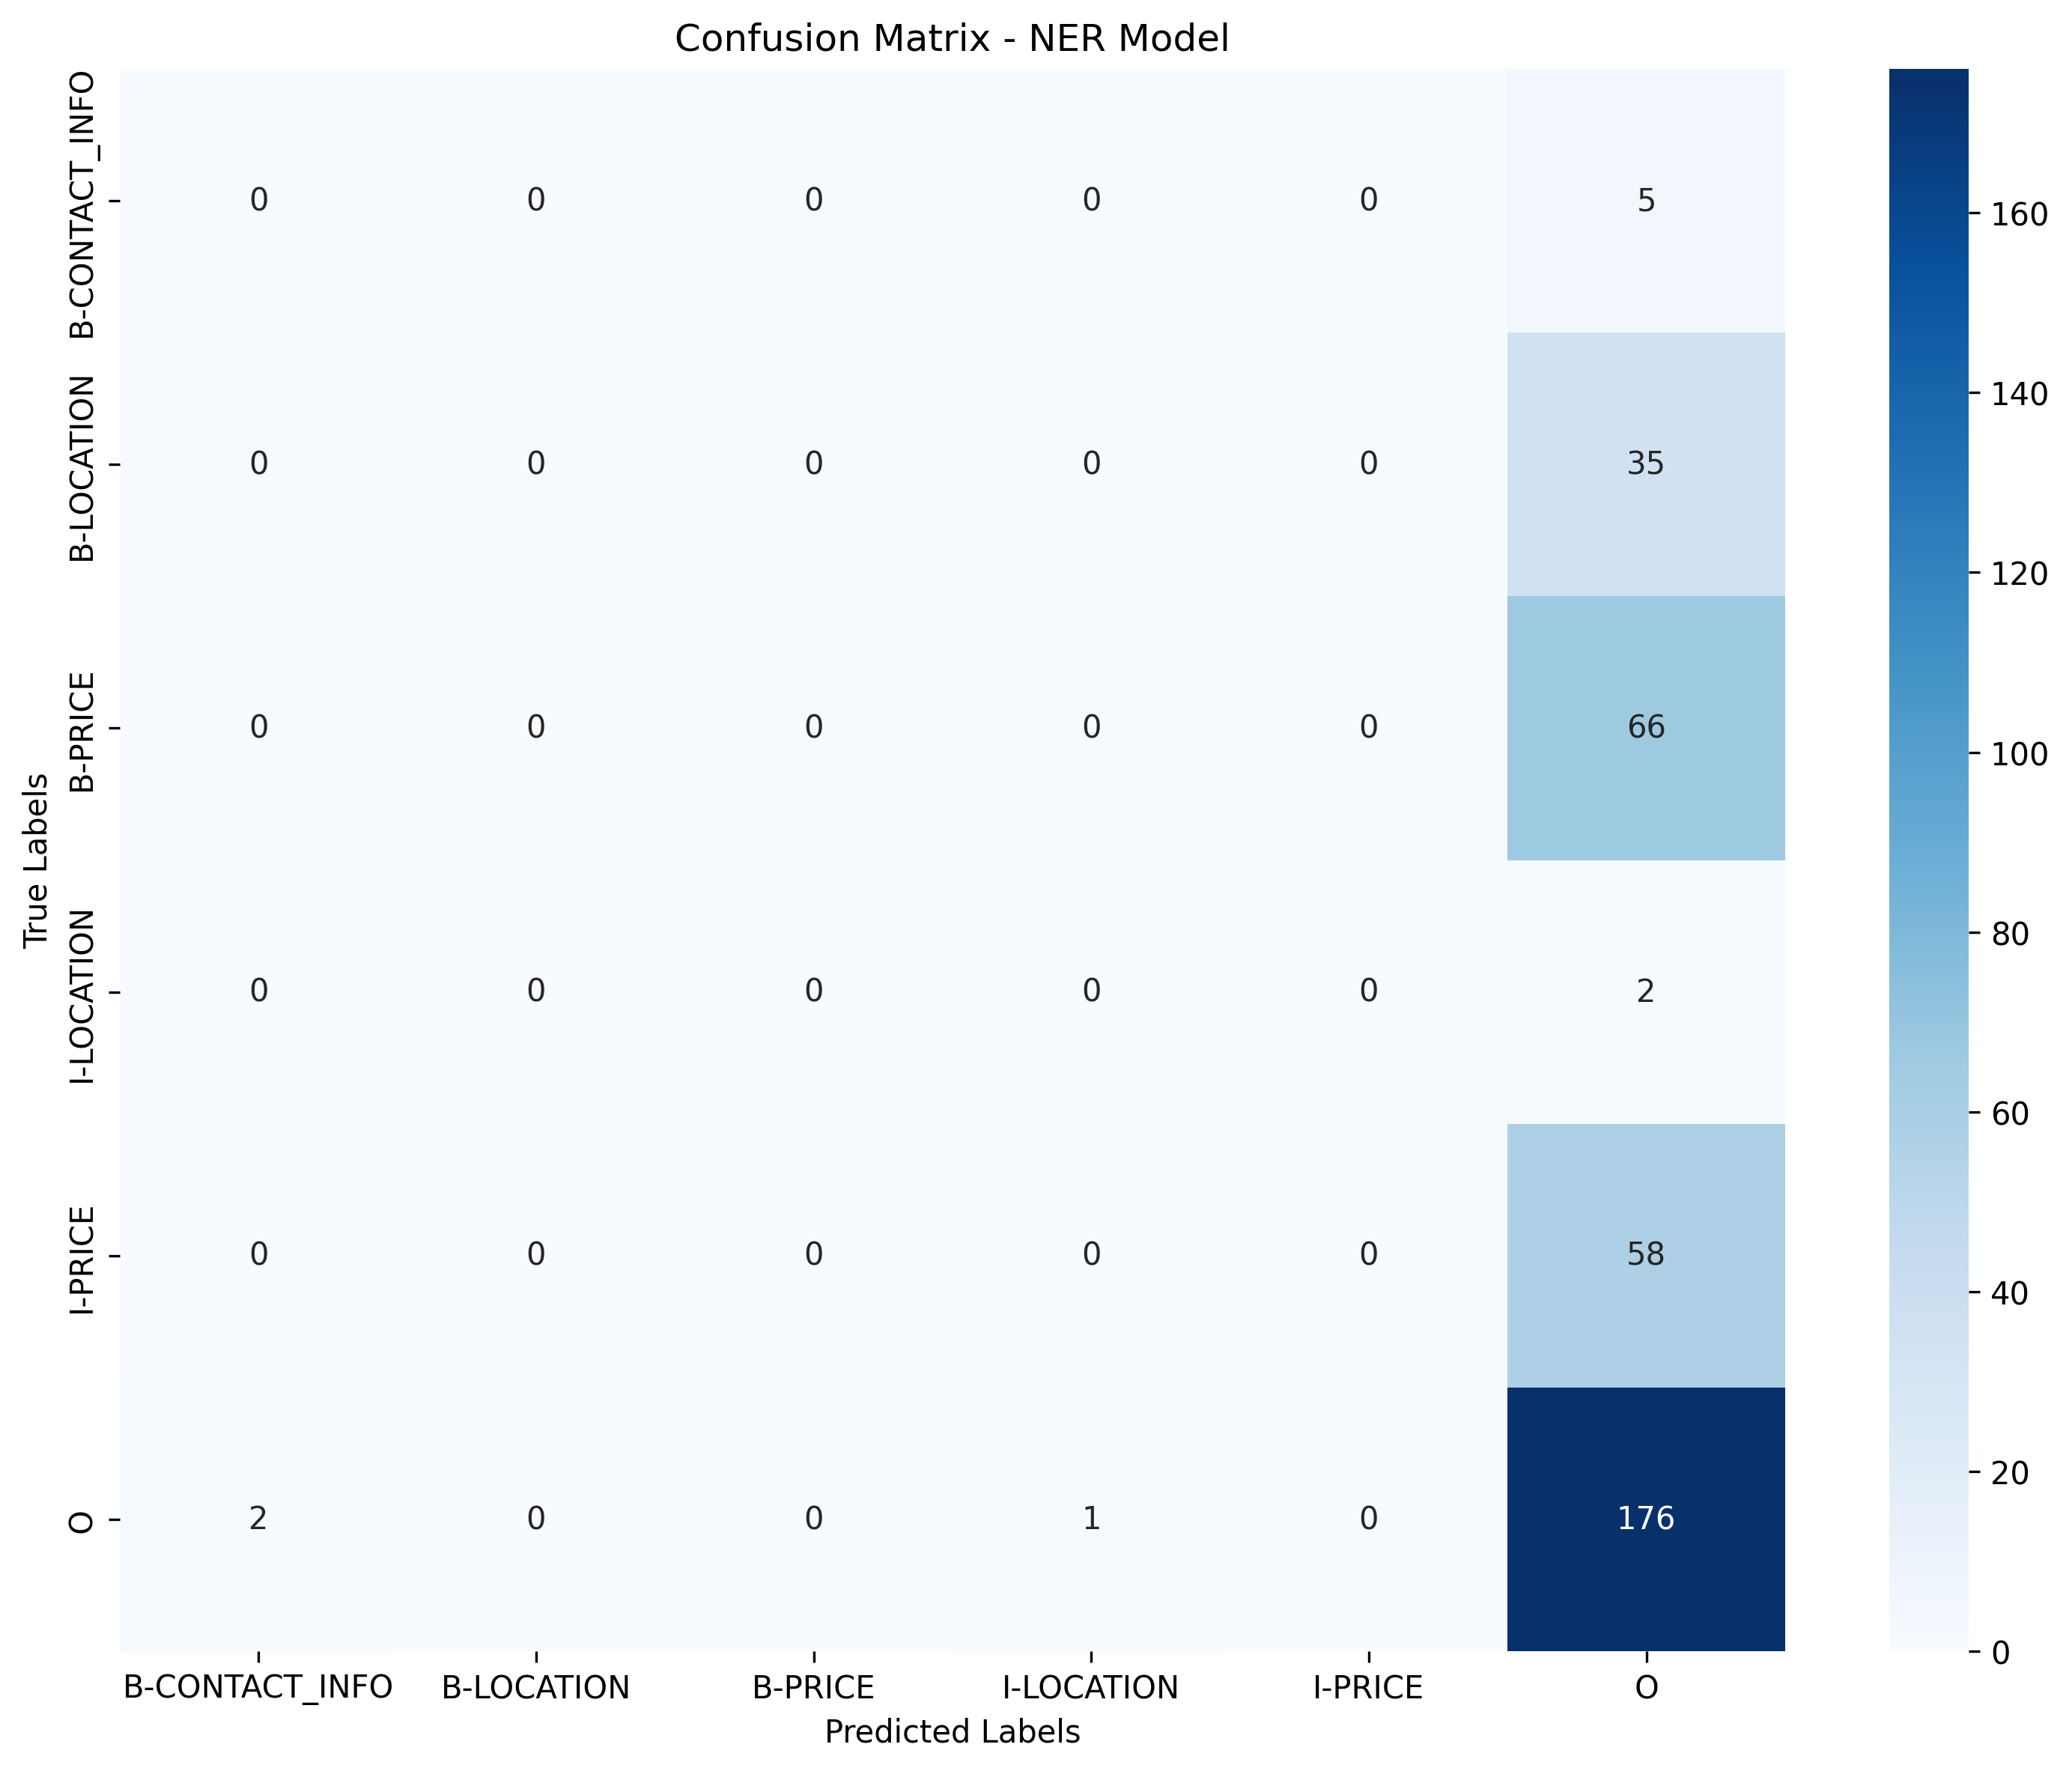 Confusion Matrix - NER Model
True Labels
B-CONTACT_INFO
0 0 0 0 0 5
B-LOCATION
0 0 0 0 0 35
B-PRICE
0 0 0 0 0 66
I-LOCATION
0 0 0 0 0 2
I-PRICE
0 0 0 0 0 58
O
2 0 0 1 0 176
B-CONTACT_INFO B-LOCATION B-PRICE I-LOCATION I-PRICE O
Predicted Labels
160
140
120
100
80
60
40
20
0